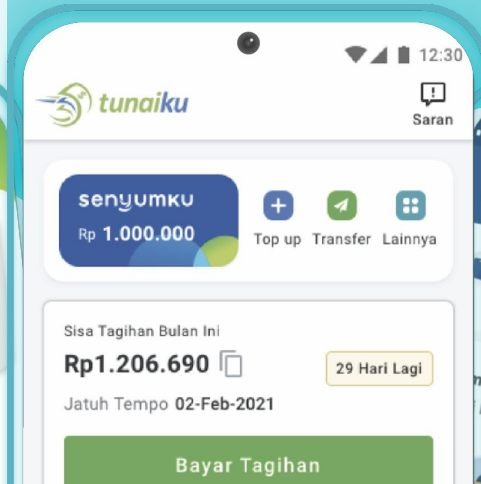 12:30
tunaiku
Saran
senyumku
Rp 1.000.000
Top up Transfer Lainnya
Sisa Tagihan Bulan Ini
Rp1.206.690
29 Hari Lagi
Jatuh Tempo 02-Feb-2021
Bayar Tagihan